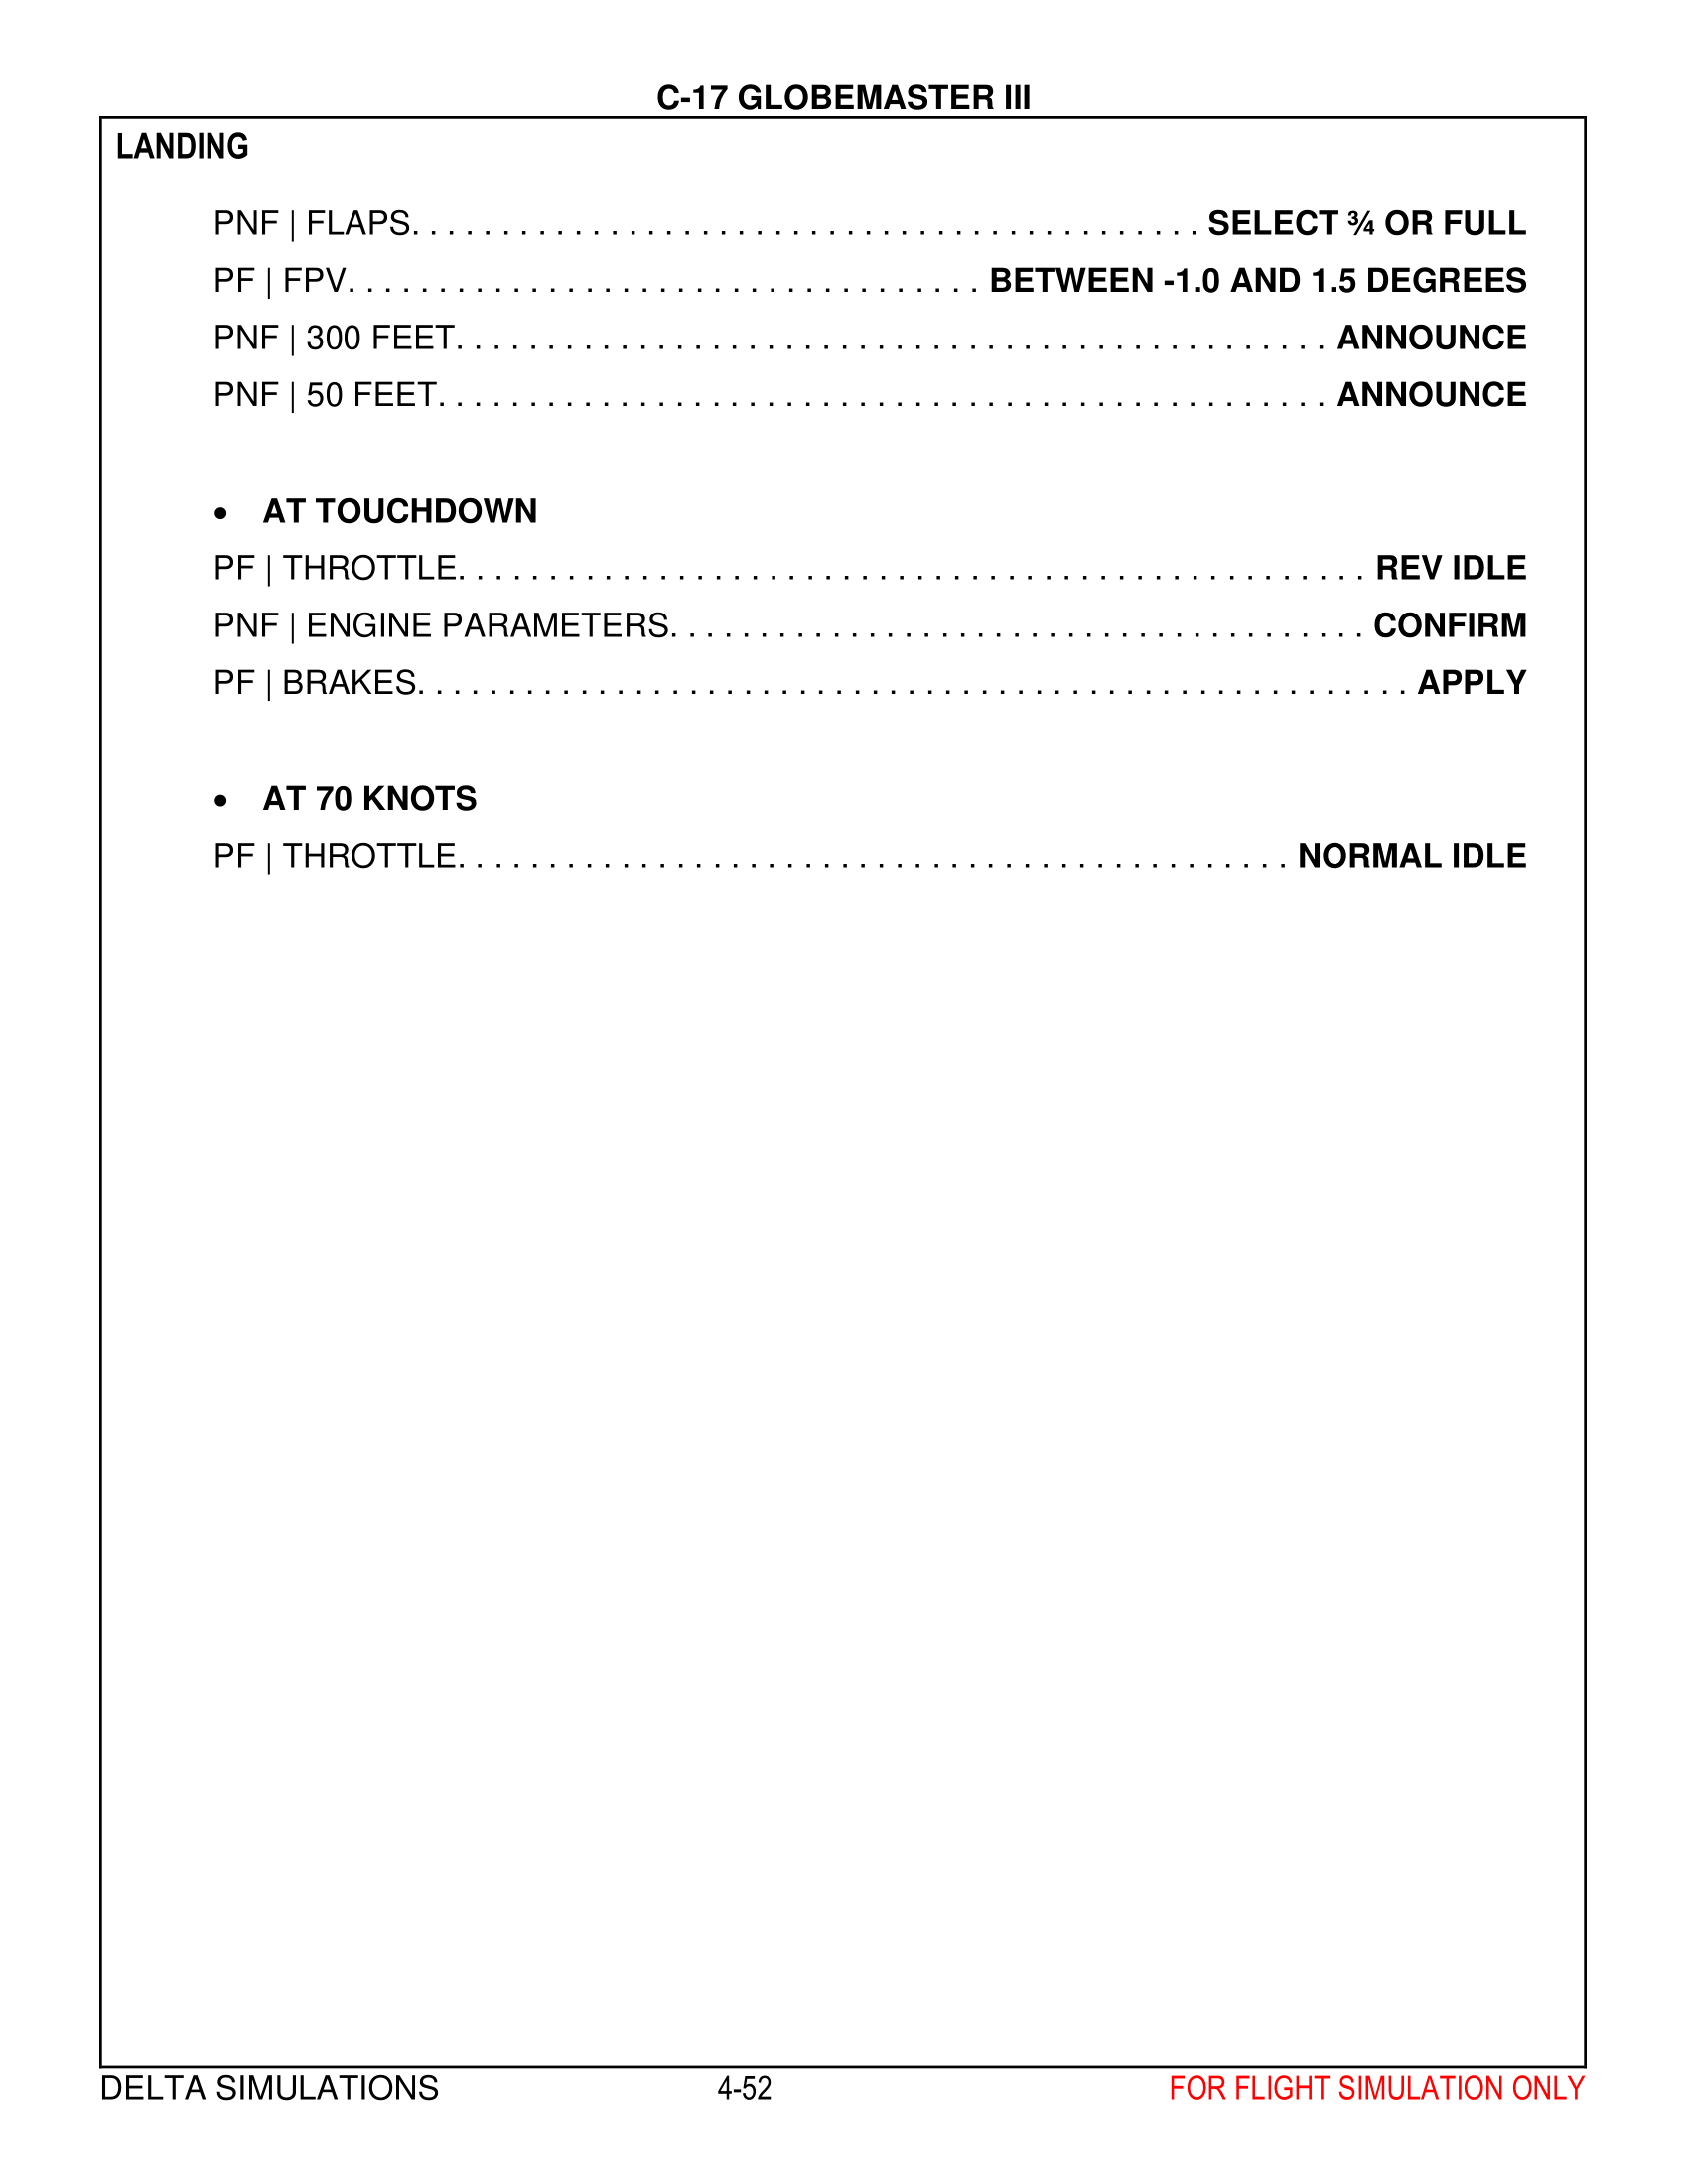 C-17 GLOBEMASTER III
LANDING
PNF | FLAPS. . . . . . . . . . . . . . . . . . . . . . . . . . . . . . . . . . . . . . . . . . . SELECT ¾ OR FULL
PF | FPV. . . . . . . . . . . . . . . . . . . . . . . . . . . . . . . . . . . BETWEEN -1.0 AND 1.5 DEGREES
PNF | 300 FEET. . . . . . . . . . . . . . . . . . . . . . . . . . . . . . . . . . . . . . . . . . . . . . . . ANNOUNCE
PNF | 50 FEET. . . . . . . . . . . . . . . . . . . . . . . . . . . . . . . . . . . . . . . . . . . . . . . . . ANNOUNCE
• AT TOUCHDOWN
PF | THROTTLE. . . . . . . . . . . . . . . . . . . . . . . . . . . . . . . . . . . . . . . . . . . . . . . . . . REV IDLE
PNF | ENGINE PARAMETERS. . . . . . . . . . . . . . . . . . . . . . . . . . . . . . . . . . . . . . . CONFIRM
PF | BRAKES. . . . . . . . . . . . . . . . . . . . . . . . . . . . . . . . . . . . . . . . . . . . . . . . . . . . . . . APPLY
• AT 70 KNOTS
PF | THROTTLE. . . . . . . . . . . . . . . . . . . . . . . . . . . . . . . . . . . . . . . . . . . . . . NORMAL IDLE
DELTA SIMULATIONS 4-52 FOR FLIGHT SIMULATION ONLY